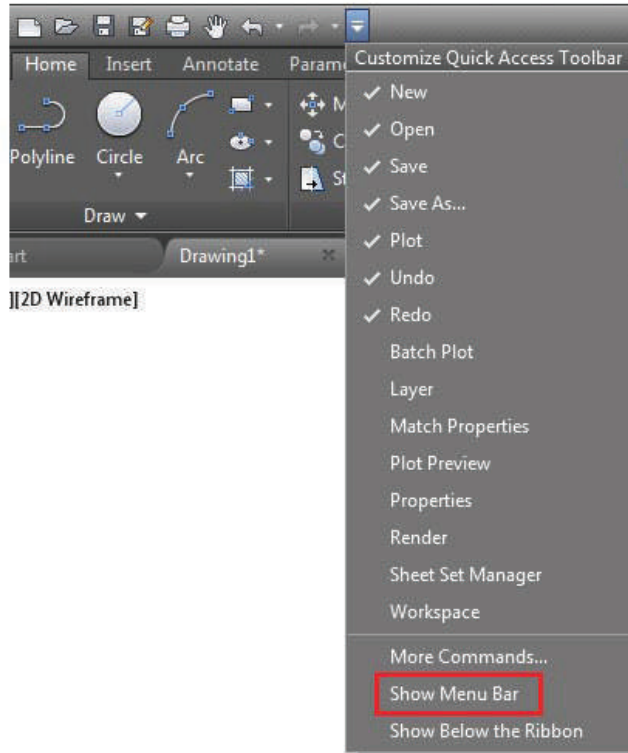 Home Insert Annotate Param
Customize Quick Access Toolbar
Polyline Circle Arc
M
C
St
Draw
art
Drawing1*
][2D Wireframe]
New
Open
Save
Save As...
Plot
Undo
Redo
Batch Plot
Layer
Match Properties
Plot Preview
Properties
Render
Sheet Set Manager
Workspace
More Commands...
Show Menu Bar
Show Below the Ribbon